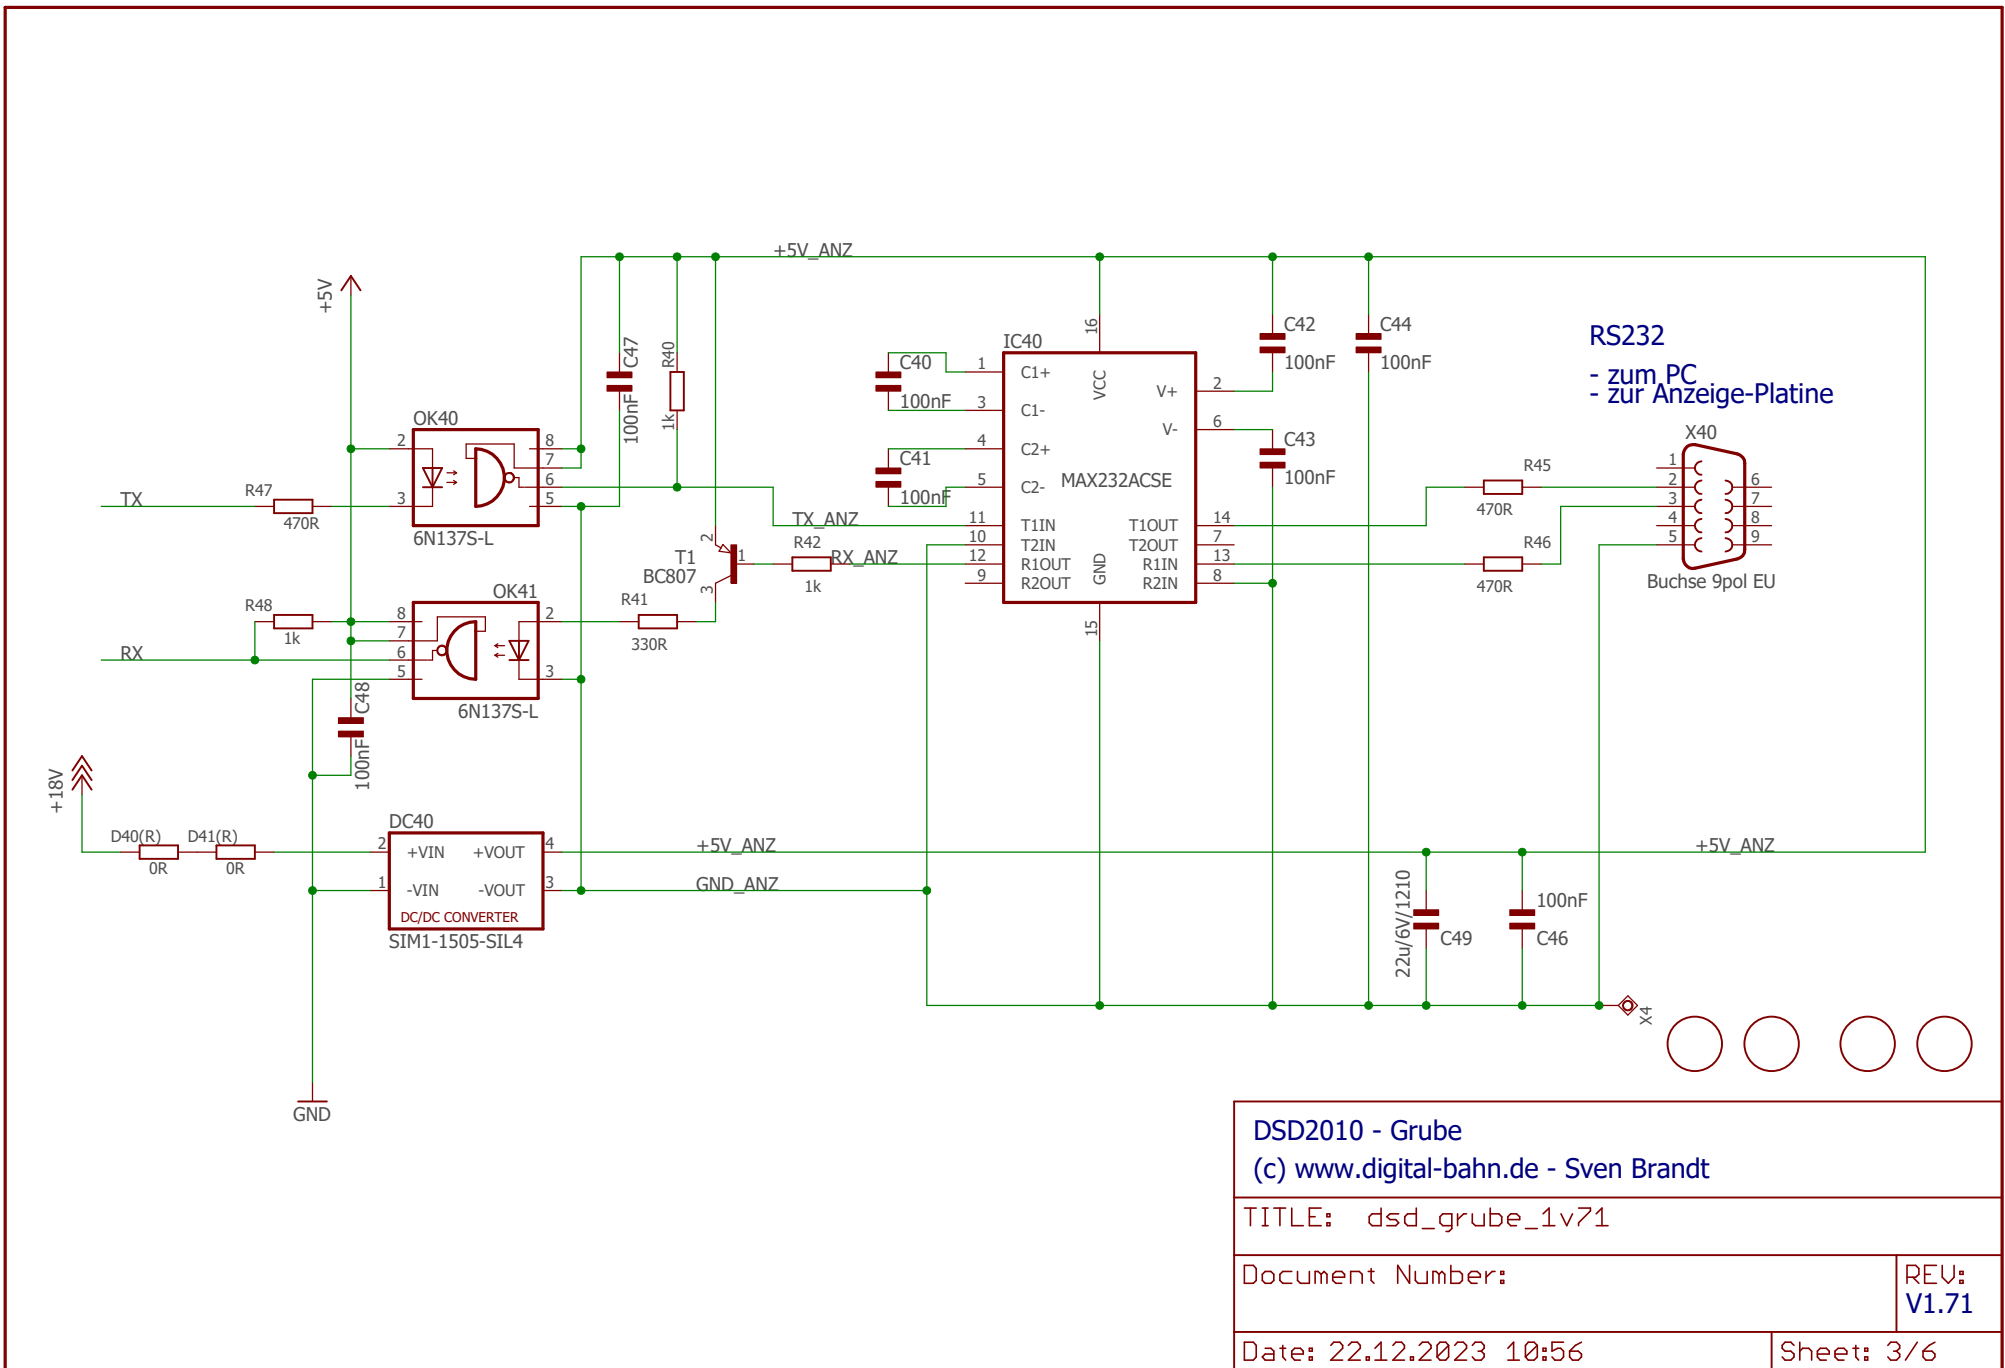 +5V_ANZ
+5V
C47
100nF
R40
1k
C42
100nF
C44
100nF
RS232
- zum PC
- zur Anzeige-Platine
IC40
16
C40
100nF
1
C1+
VCC
V+
2
3
C1-
V-
6
C43
100nF
C41
100nF
4
C2+
5
C2-
MAX232ACSE
OK40
2
3
8
7
6
5
6N137S-L
TX
R47
470R
X40
1
2
3
4
5
6
7
8
9
Buchse 9pol EU
R45
470R
R46
470R
TX_ANZ
11
T1IN
T1OUT
14
10
T2IN
T2OUT
7
RX_ANZ
12
R1OUT
GND
R1IN
13
9
R2OUT
R2IN
8
15
R42
1k
T1
BC807
2
1
3
R41
330R
OK41
8
7
6
5
2
3
6N137S-L
R48
1k
RX
C48
100nF
+18V
D40(R)
0R
D41(R)
0R
DC40
2
+VIN
+VOUT
4
1
-VIN
-VOUT
3
DC/DC CONVERTER
SIM1-1505-SIL4
+5V_ANZ
GND_ANZ
+5V_ANZ
22u/6V/1210
C49
100nF
C46
X4
GND
DSD2010 - Grube
(c) www.digital-bahn.de - Sven Brandt
TITLE: dsd_grube_1v71
Document Number:
REV:
V1.71
Date: 22.12.2023 10:56
Sheet: 3/6